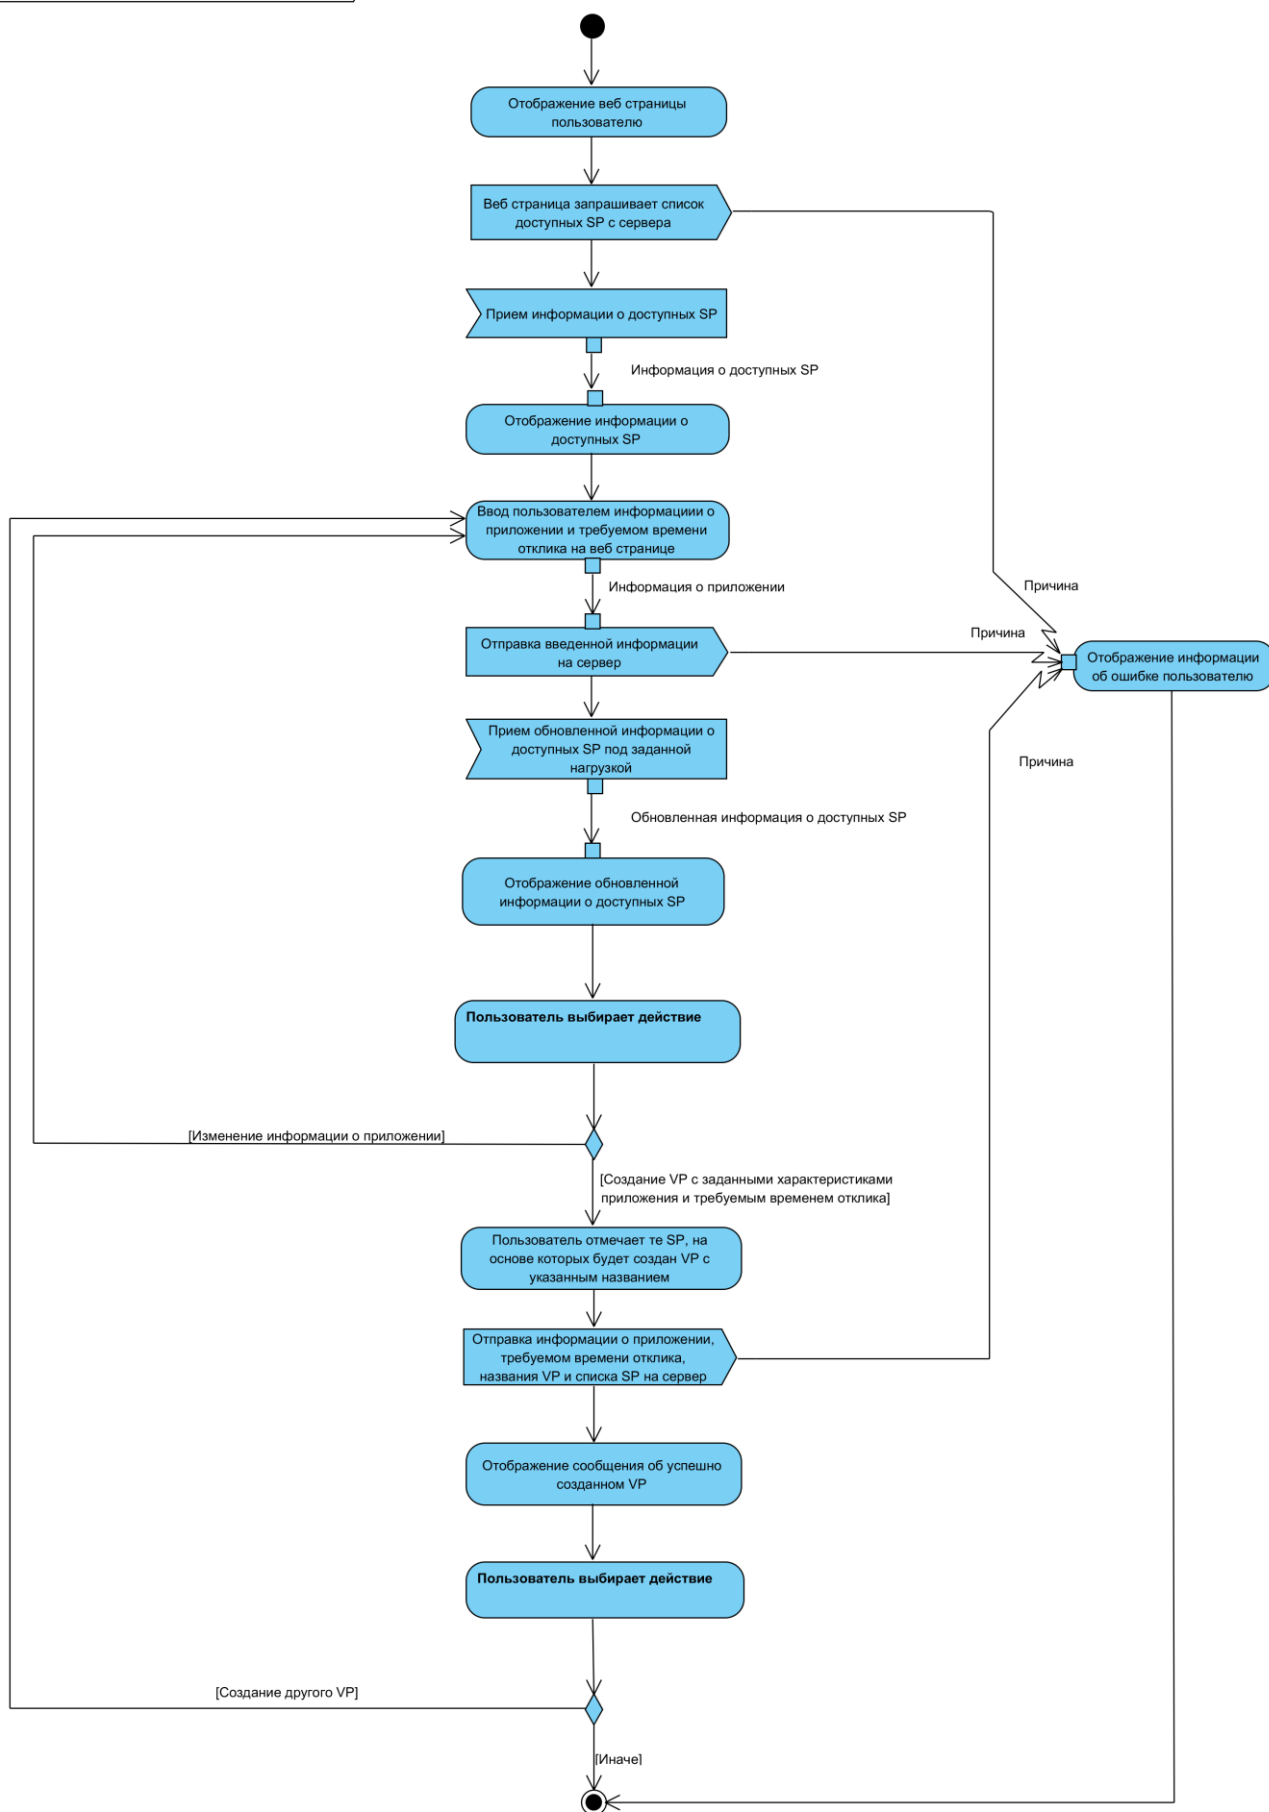 Отображение веб страницы
пользователю
Веб страница запрашивает список
доступных SP с сервера
Прием информации о доступных SP
Информация о доступных SP
Отображение информации о
доступных SP
Ввод пользователем информациии о
приложении и требуемом времени
отклика на веб странице
Информация о приложении
Причина
Причина
Отправка введенной информации
на сервер
Отображение информации
об ошибке пользователю
Прием обновленной информации о
доступных SP под заданной
нагрузкой
Причина
Обновленная информация о доступных SP
Отображение обновленной
информации о доступных SP
Пользователь выбирает действие
[Изменение информации о приложении]
[Создание VP с заданными характеристиками
приложения и требуемым временем отклика]
Пользователь отмечает те SP, на
основе которых будет создан VP с
указанным названием
Отправка информации о приложении,
требуемом времени отклика,
названия VP и списка SP на сервер
Отображение сообщения об успешно
созданном VP
Пользователь выбирает действие
[Создание другого VP]
[Иначе]